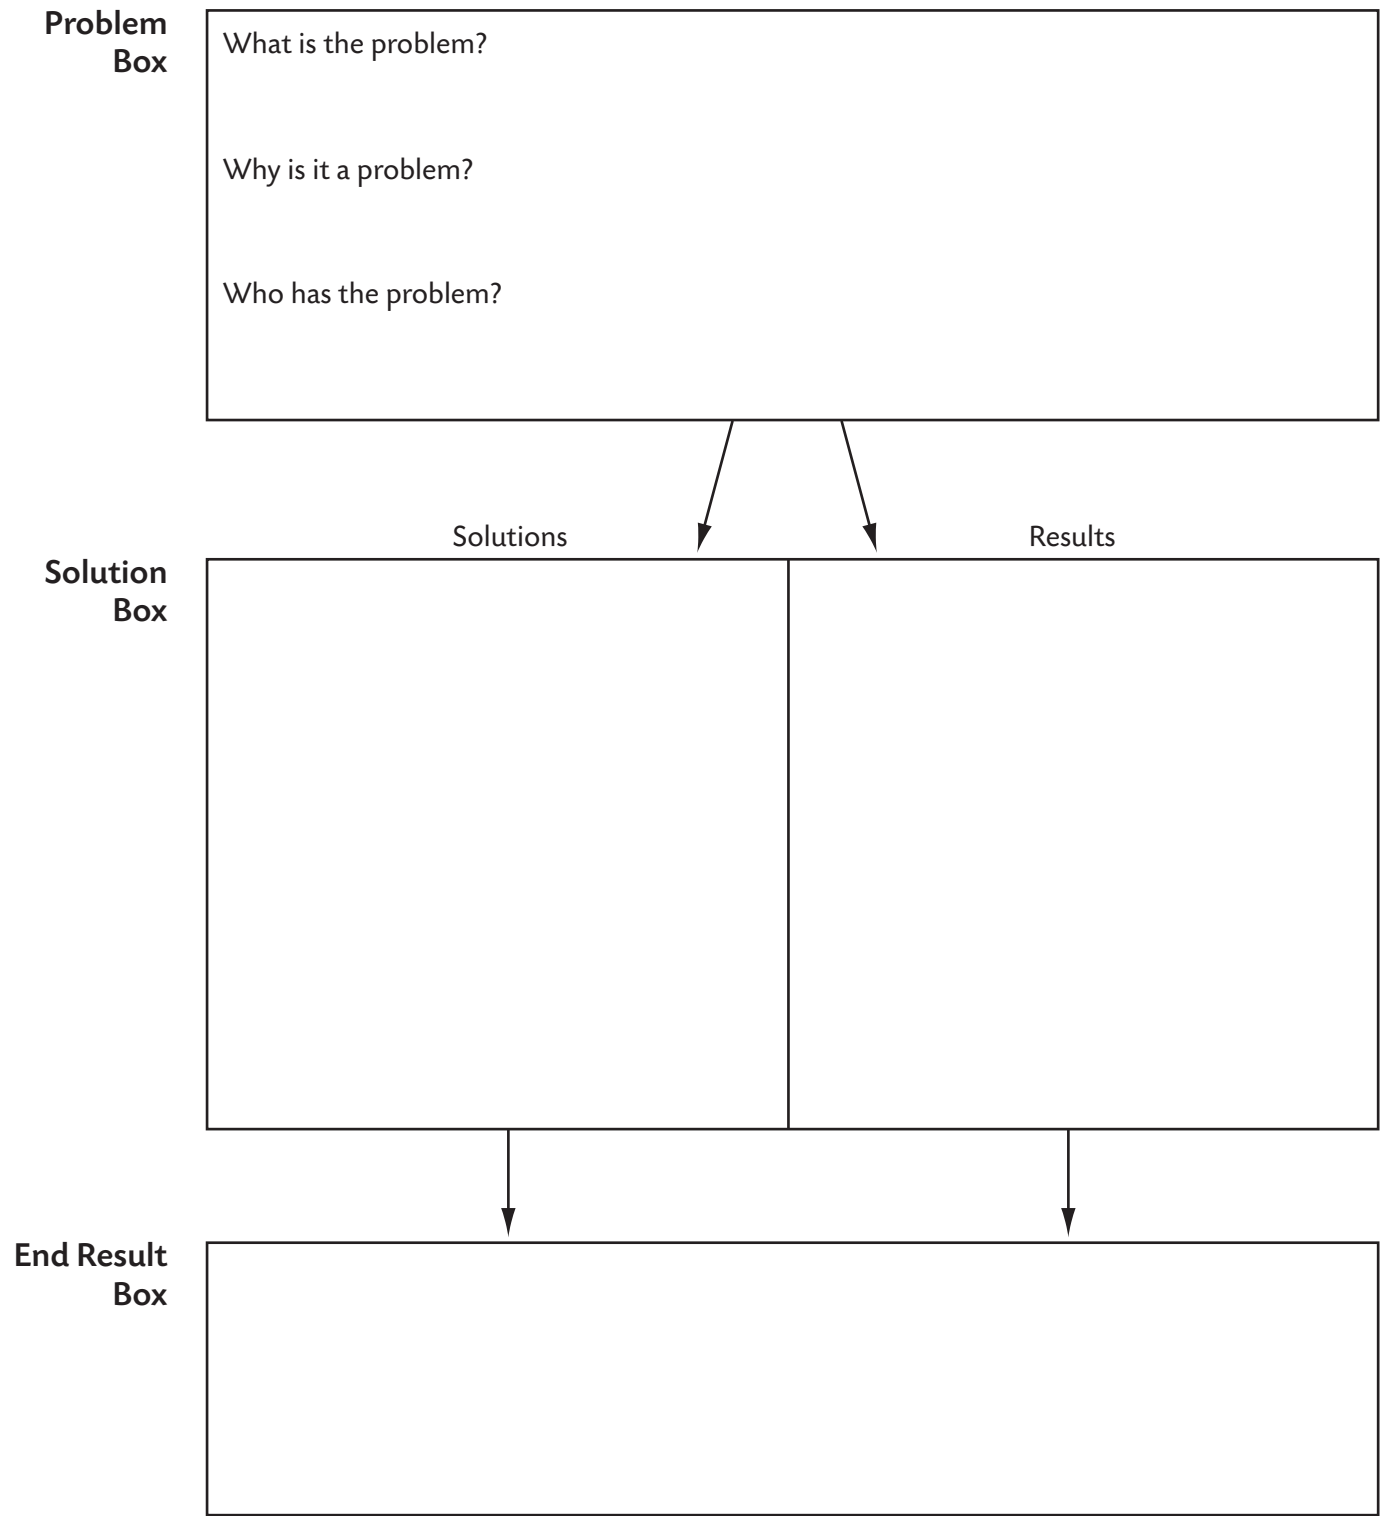 Problem
Box
What is the problem?
Why is it a problem?
Who has the problem?
Solutions
Results
Solution
Box
End Result
Box